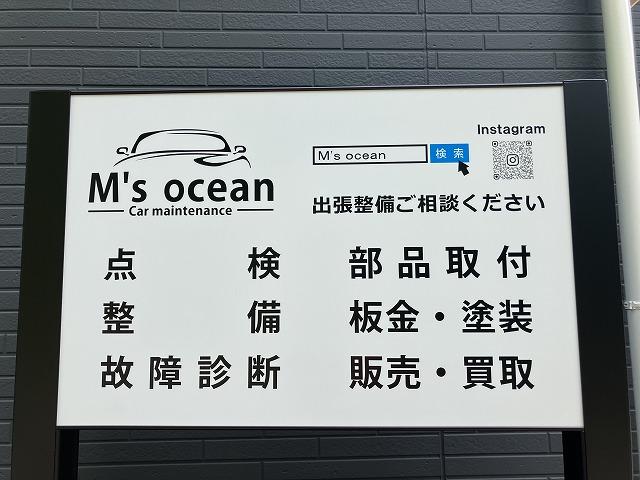 M's ocean
Car maintenance
Instagram
M's ocean 検索
出張整備ご相談ください
点検 部品取付
整備 板金・塗装
故障診断 販売・買取